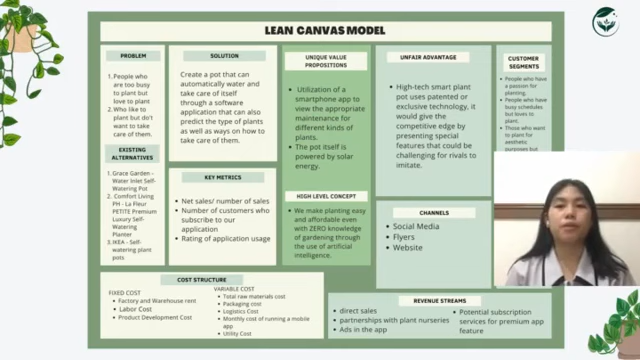 LEAN CANVAS MODEL
PROBLEM
1.People who
are too busy
to plant but
love to plant
2.Who like to
plant but don't
want to take
care of them.
EXISTING
ALTERNATIVES
1.Grace Garden -
Water Inlet Self-
Watering Pot
2. Comfort Living
PH - La Fleur
PETITE Premium
Luxury Self-
Watering
Planter
3.IKEA - Self-
watering plant
pots
SOLUTION
Create a pot that can
automatically water and
take care of itself
through a software
application that can also
predict the type of plants
as well as ways on how to
take care of them.
KEY METRICS
• Net sales/ number of sales
• Number of customers who
subscribe to our
application
• Rating of application usage
UNIQUE VALUE
PROPOSITIONS
• Utilization of a
smartphone app to
view the appropriate
maintenance for
different kinds of
plants.
• The pot itself is
powered by solar
energy.
HIGH LEVEL CONCEPT
• We make planting easy
and affordable even
with ZERO knowledge
of gardening through
the use of artificial
intelligence.
UNFAIR ADVANTAGE
• High-tech smart plant
pot uses patented or
exclusive technology, it
would give the
competitive edge by
presenting special
features that could be
challenging for rivals to
imitate.
CHANNELS
• Social Media
• Flyers
• Website
CUSTOMER
SEGMENTS
• People who have a
passion for
planting.
• People who have
busy schedules
but loves to
plant.
• Those who want
to plant for
aesthetic
purposes but
COST STRUCTURE
FIXED COST
• Factory and Warehouse rent
• Labor Cost
• Product Development Cost
VARIABLE COST
• Total raw materials cost
• Packaging cost
• Logistics Cost
• Monthly cost of running a mobile
app
• Utility Cost
REVENUE STREAMS
• direct sales
• partnerships with plant nurseries
• Ads in the app
• Potential subscription
services for premium app
feature